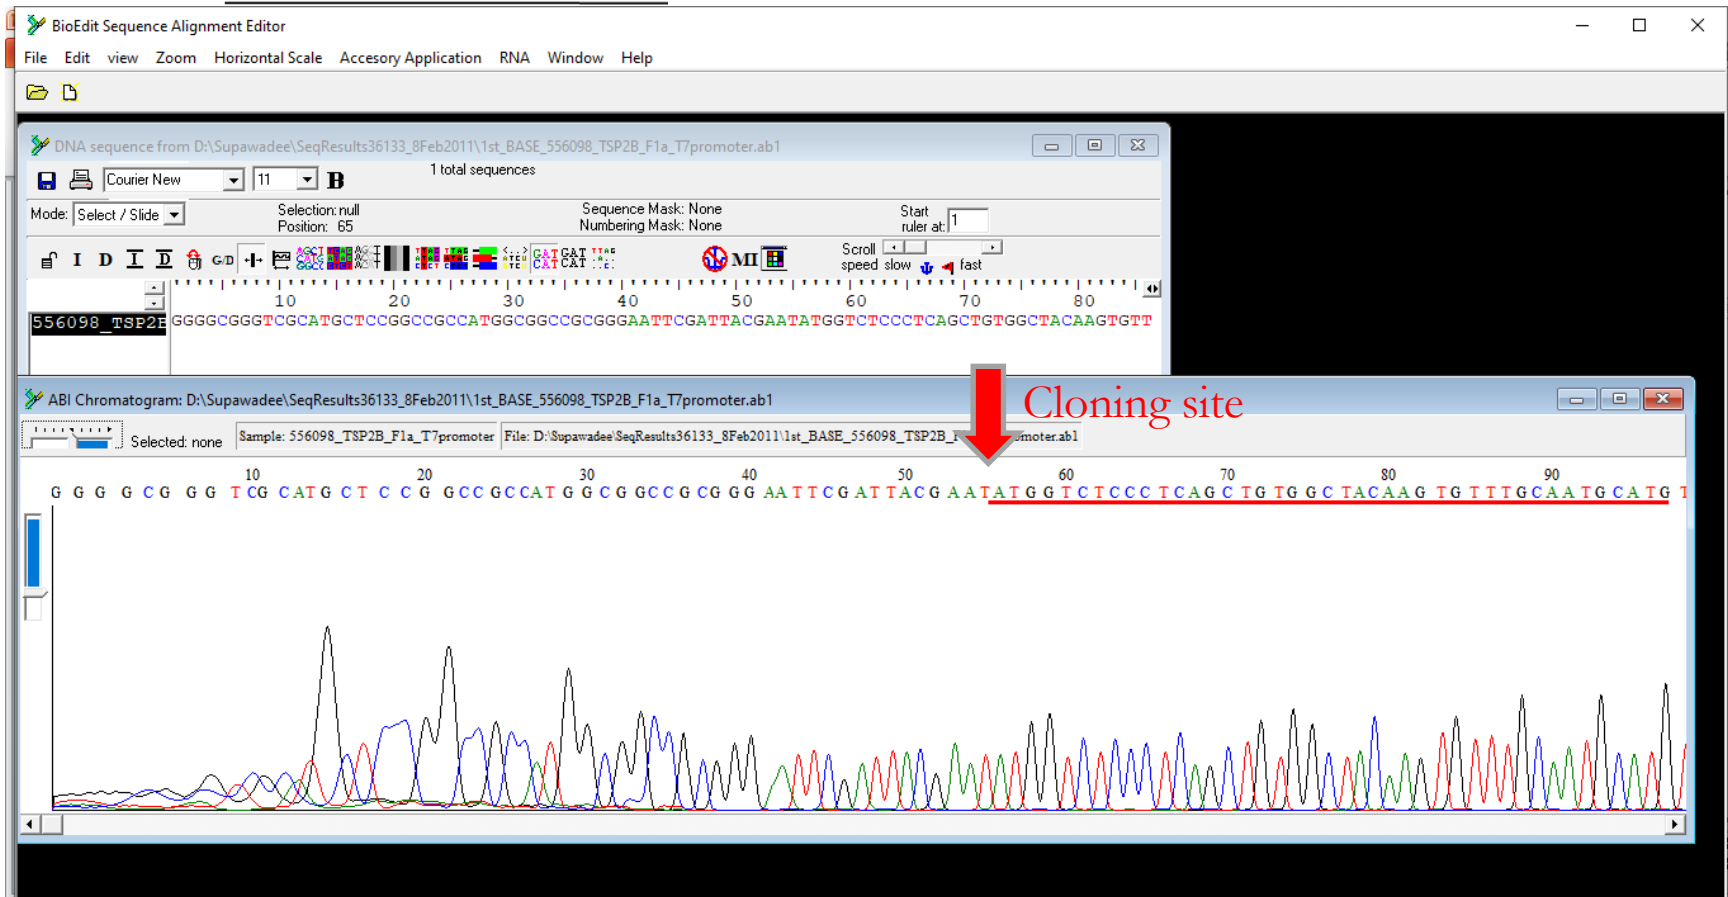 BioEdit Sequence Alignment Editor
File Edit view Zoom Horizontal Scale Accesory Application RNA Window Help
DNA sequence from D:\Supawadee\SeqResults36133_8Feb2011\1st_BASE_556098_TSP2B_F1a_T7promoter.ab1
Courier New 11 B 1 total sequences
Mode: Select / Slide Selection: null Sequence Mask: None Start ruler at: 1
Position: 65 Numbering Mask: None
I D I D G/D MI Scroll speed slow fast
10 20 30 40 50 60 70 80
556098_TSP2B GGGGCGGGTCGCATGCTCCGGCCGCCATGGCGGCCGCGGGAATTCGATTACGAATATGGTCTCCCTCAGCTGTGGCTACAAGTGTT
Cloning site
ABI Chromatogram: D:\Supawadee\SeqResults36133_8Feb2011\1st_BASE_556098_TSP2B_F1a_T7promoter.ab1
Selected: none Sample: 556098_TSP2B_F1a_T7promoter File: D:\Supawadee\SeqResults36133_8Feb2011\1st_BASE_556098_TSP2B_F moter.ab1
10 20 30 40 50 60 70 80 90
G G G G C G G G T C G C A T G C T C C G G C C G C C A T G G C G G C C G C G G G A A T T C G A T T A C G A A T A T G G T C T C C C T C A G C T G T G G C T A C A A G T G T T T G C A A T G C A T G T